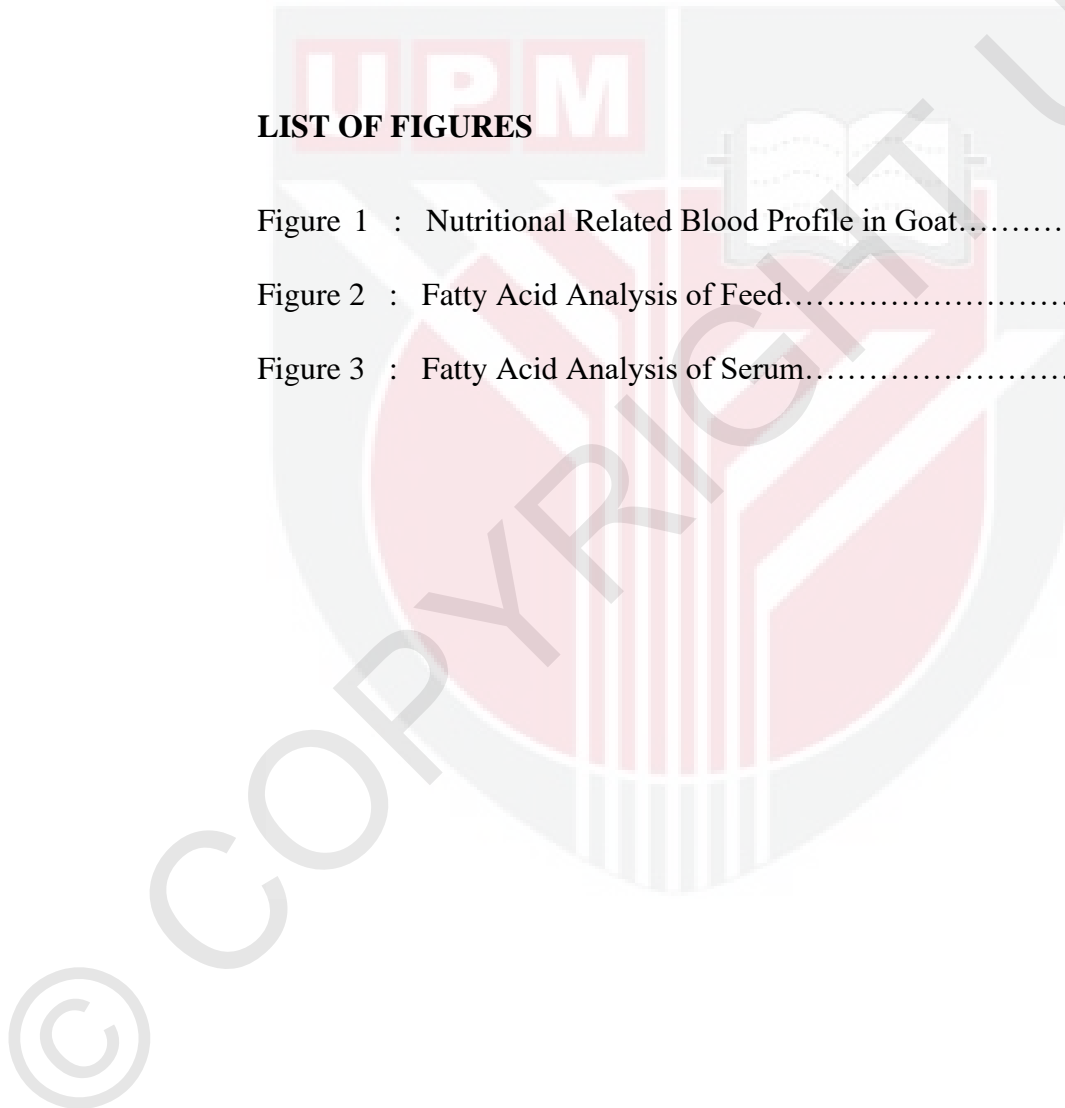 UPM
LIST OF FIGURES
Figure 1 : Nutritional Related Blood Profile in Goat…………
Figure 2 : Fatty Acid Analysis of Feed…………………………
Figure 3 : Fatty Acid Analysis of Serum………………………
© COPYRIGHT U